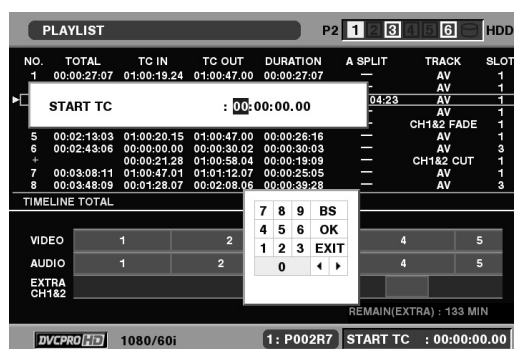 PLAYLIST P2 1 2 3 4 5 6 HDD
NO. TOTAL TC IN TC OUT DURATION A SPLIT TRACK SLOT
1 00:00:27:07 01:00:19.24 01:00:47.00 00:00:27:07 — AV 1
— AV 1
04:23 AV 1
— AV 1
CH1&2 FADE 1
START TC : 00:00:00.00
5 00:02:13:03 01:00:20.15 01:00:47.00 00:00:26:16 — AV 1
6 00:02:43:06 00:00:00.00 00:00:30.02 00:00:30:03 — AV 3
+ 00:00:21.28 01:00:58.04 00:00:19:09 CH1&2 CUT 1
7 00:03:08:11 01:00:47.01 01:01:12.07 00:00:25:05 — AV 1
8 00:03:48:09 00:01:28.07 00:02:08.06 00:00:39:28 — AV 3
TIMELINE TOTAL
7 8 9 BS
4 5 6 OK
1 2 3 EXIT
0
VIDEO 1 2 4 5
AUDIO 1 2 4 5
EXTRA
CH1&2
REMAIN(EXTRA) : 133 MIN
DVCPRO HD 1080/60i 1: P002R7 START TC : 00:00:00.00